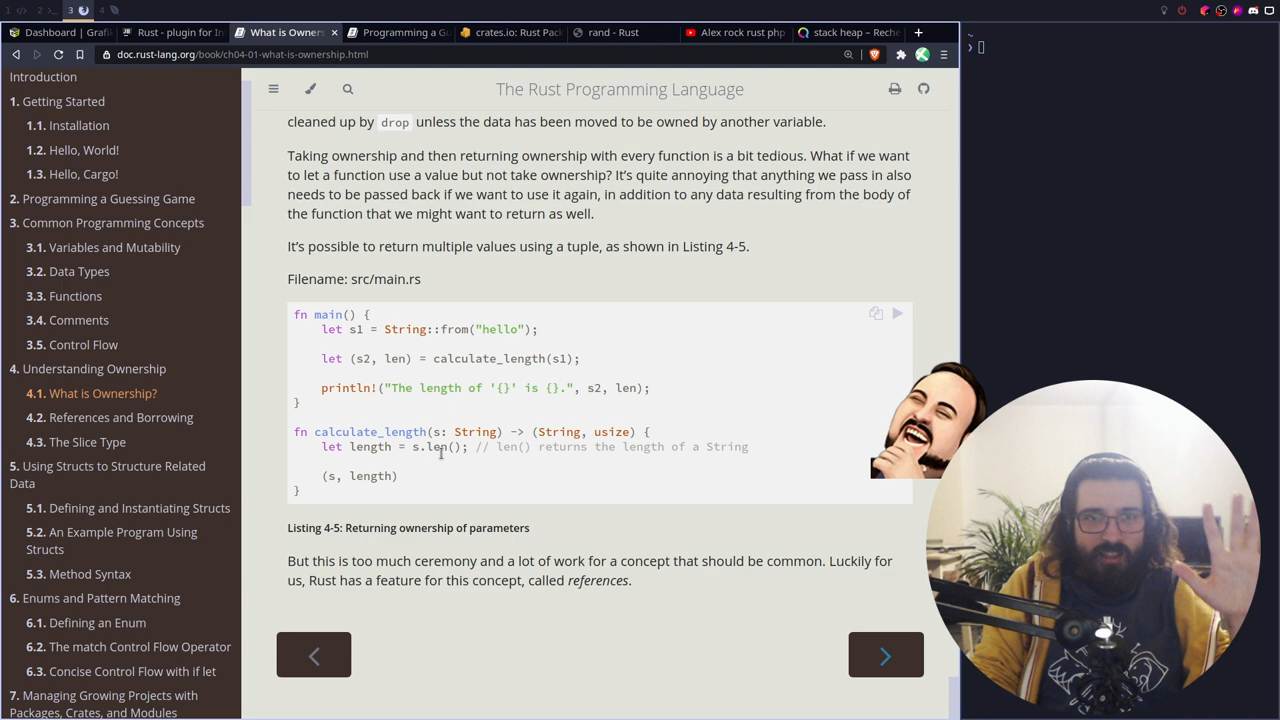 1
2
3
4
Dashboard | Grafi
Rust - plugin for In
What is Owners
Programming a Gu
crates.io: Rust Pack
rand - Rust
Alex rock rust php
stack heap – Reche
doc.rust-lang.org/book/ch04-01-what-is-ownership.html
~
Introduction
1. Getting Started
1.1. Installation
1.2. Hello, World!
1.3. Hello, Cargo!
2. Programming a Guessing Game
3. Common Programming Concepts
3.1. Variables and Mutability
3.2. Data Types
3.3. Functions
3.4. Comments
3.5. Control Flow
4. Understanding Ownership
4.1. What is Ownership?
4.2. References and Borrowing
4.3. The Slice Type
5. Using Structs to Structure Related
Data
5.1. Defining and Instantiating Structs
5.2. An Example Program Using
Structs
5.3. Method Syntax
6. Enums and Pattern Matching
6.1. Defining an Enum
6.2. The match Control Flow Operator
6.3. Concise Control Flow with if let
7. Managing Growing Projects with
Packages, Crates, and Modules
The Rust Programming Language
cleaned up by drop unless the data has been moved to be owned by another variable.
Taking ownership and then returning ownership with every function is a bit tedious. What if we want
to let a function use a value but not take ownership? It's quite annoying that anything we pass in also
needs to be passed back if we want to use it again, in addition to any data resulting from the body of
the function that we might want to return as well.
It's possible to return multiple values using a tuple, as shown in Listing 4-5.
Filename: src/main.rs
fn main() {
let s1 = String::from("hello");
let (s2, len) = calculate_length(s1);
println!("The length of '{}' is {}.", s2, len);
}
fn calculate_length(s: String) -> (String, usize) {
let length = s.len(); // len() returns the length of a String
(s, length)
}
Listing 4-5: Returning ownership of parameters
But this is too much ceremony and a lot of work for a concept that should be common. Luckily for
us, Rust has a feature for this concept, called references.